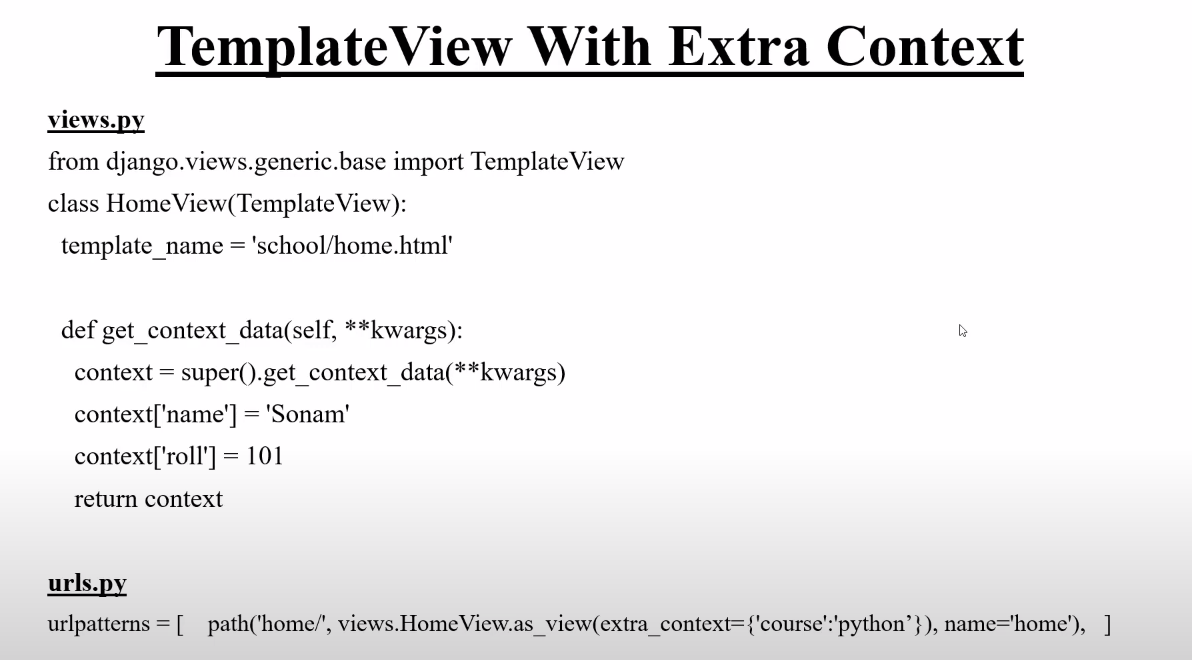 TemplateView With Extra Context
views.py
from django.views.generic.base import TemplateView
class HomeView(TemplateView):
template_name = 'school/home.html'
def get_context_data(self, **kwargs):
context = super().get_context_data(**kwargs)
context['name'] = 'Sonam'
context['roll'] = 101
return context
urls.py
urlpatterns = [ path('home/', views.HomeView.as_view(extra_context={'course':'python’}), name='home'), ]